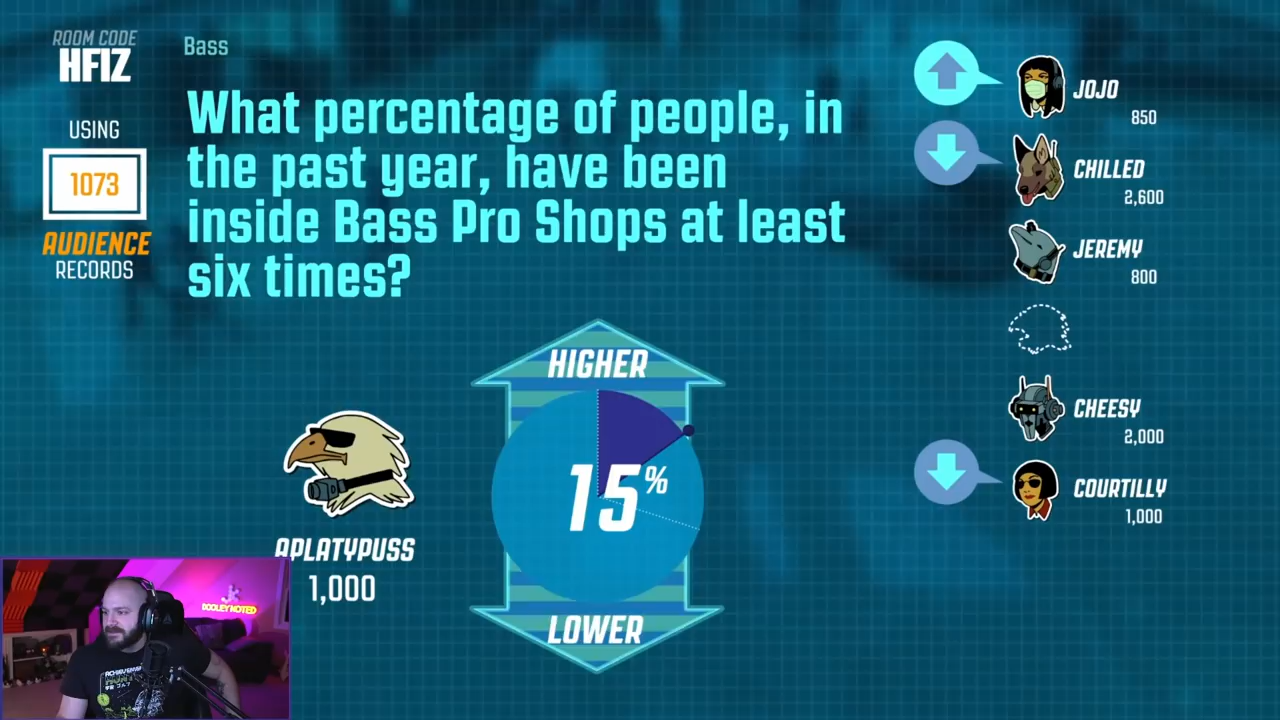 ROOM CODE
HFIZ
USING
1073
AUDIENCE
RECORDS
Bass
What percentage of people, in
the past year, have been
inside Bass Pro Shops at least
six times?
HIGHER
15%
LOWER
APLATYPUSS
1,000
JOJO
850
CHILLED
2,600
JEREMY
800
CHEESY
2,000
COURTILLY
1,000
DOOLEYNOTED